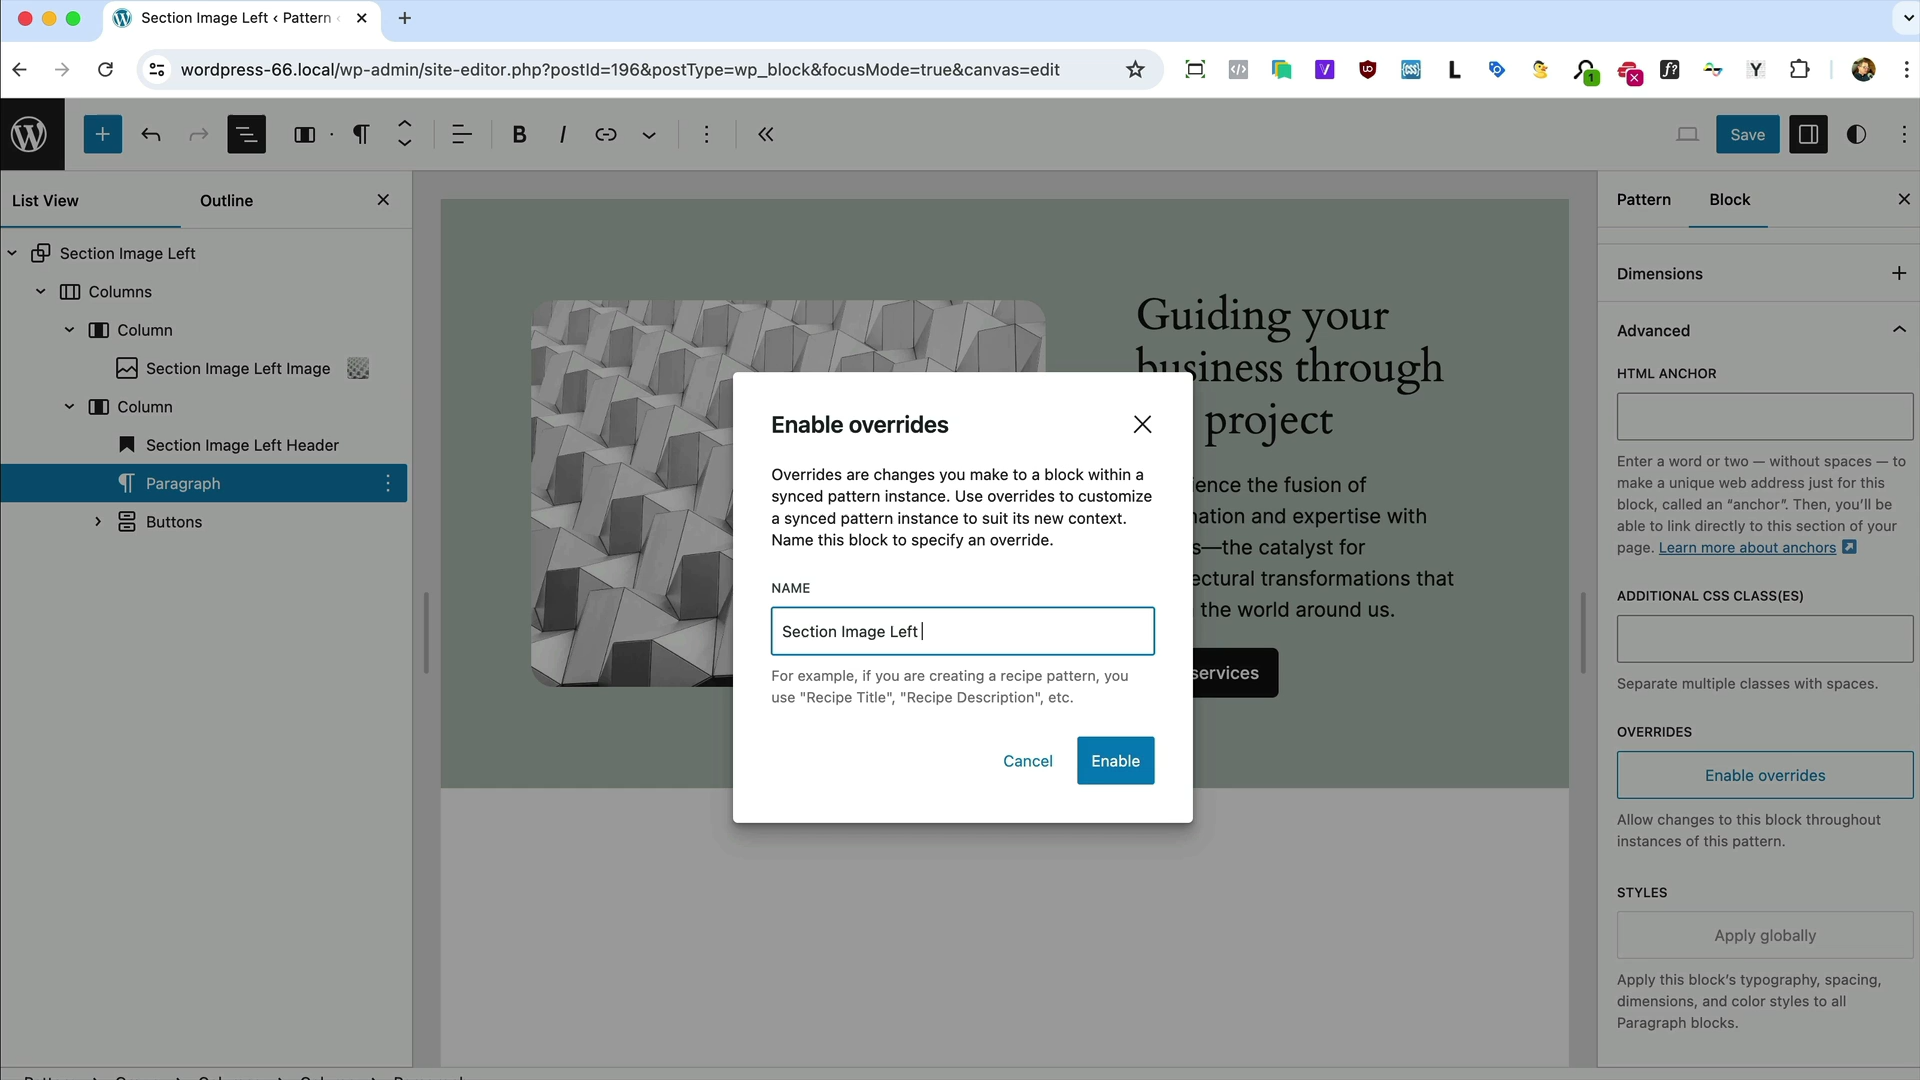 Section Image Left ‹ Pattern ‹
wordpress-66.local/wp-admin/site-editor.php?postId=196&postType=wp_block&focusMode=true&canvas=edit
Save
List View
Outline
Section Image Left
Columns
Column
Section Image Left Image
Column
Section Image Left Header
Paragraph
Buttons
Guiding your
business through
project
ence the fusion of
nation and expertise with
s—the catalyst for
ectural transformations that
the world around us.
services
Enable overrides
Overrides are changes you make to a block within a
synced pattern instance. Use overrides to customize
a synced pattern instance to suit its new context.
Name this block to specify an override.
NAME
Section Image Left
For example, if you are creating a recipe pattern, you
use "Recipe Title", "Recipe Description", etc.
Cancel
Enable
Pattern
Block
Dimensions
Advanced
HTML ANCHOR
Enter a word or two — without spaces — to
make a unique web address just for this
block, called an “anchor”. Then, you’ll be
able to link directly to this section of your
page. Learn more about anchors
ADDITIONAL CSS CLASS(ES)
Separate multiple classes with spaces.
OVERRIDES
Enable overrides
Allow changes to this block throughout
instances of this pattern.
STYLES
Apply globally
Apply this block’s typography, spacing,
dimensions, and color styles to all
Paragraph blocks.